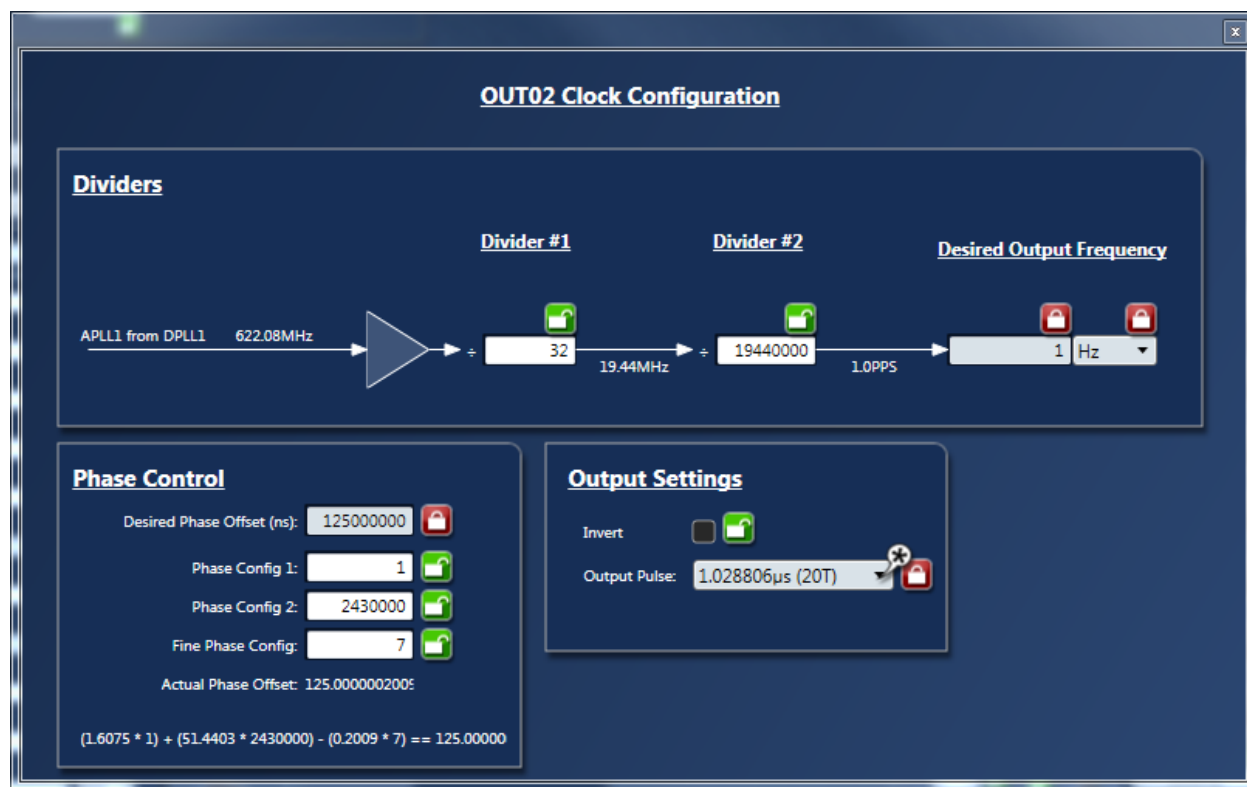 x
OUT02 Clock Configuration
Dividers
Divider #1
Divider #2
Desired Output Frequency
APLL1 from DPLL1 622.08MHz
÷ 32
19.44MHz
÷ 19440000
1.0PPS
1 Hz
Phase Control
Desired Phase Offset (ns): 125000000
Phase Config 1: 1
Phase Config 2: 2430000
Fine Phase Config: 7
Actual Phase Offset: 125.0000002009
(1.6075 * 1) + (51.4403 * 2430000) - (0.2009 * 7) == 125.00000
Output Settings
Invert
Output Pulse: 1.028806µs (20T)